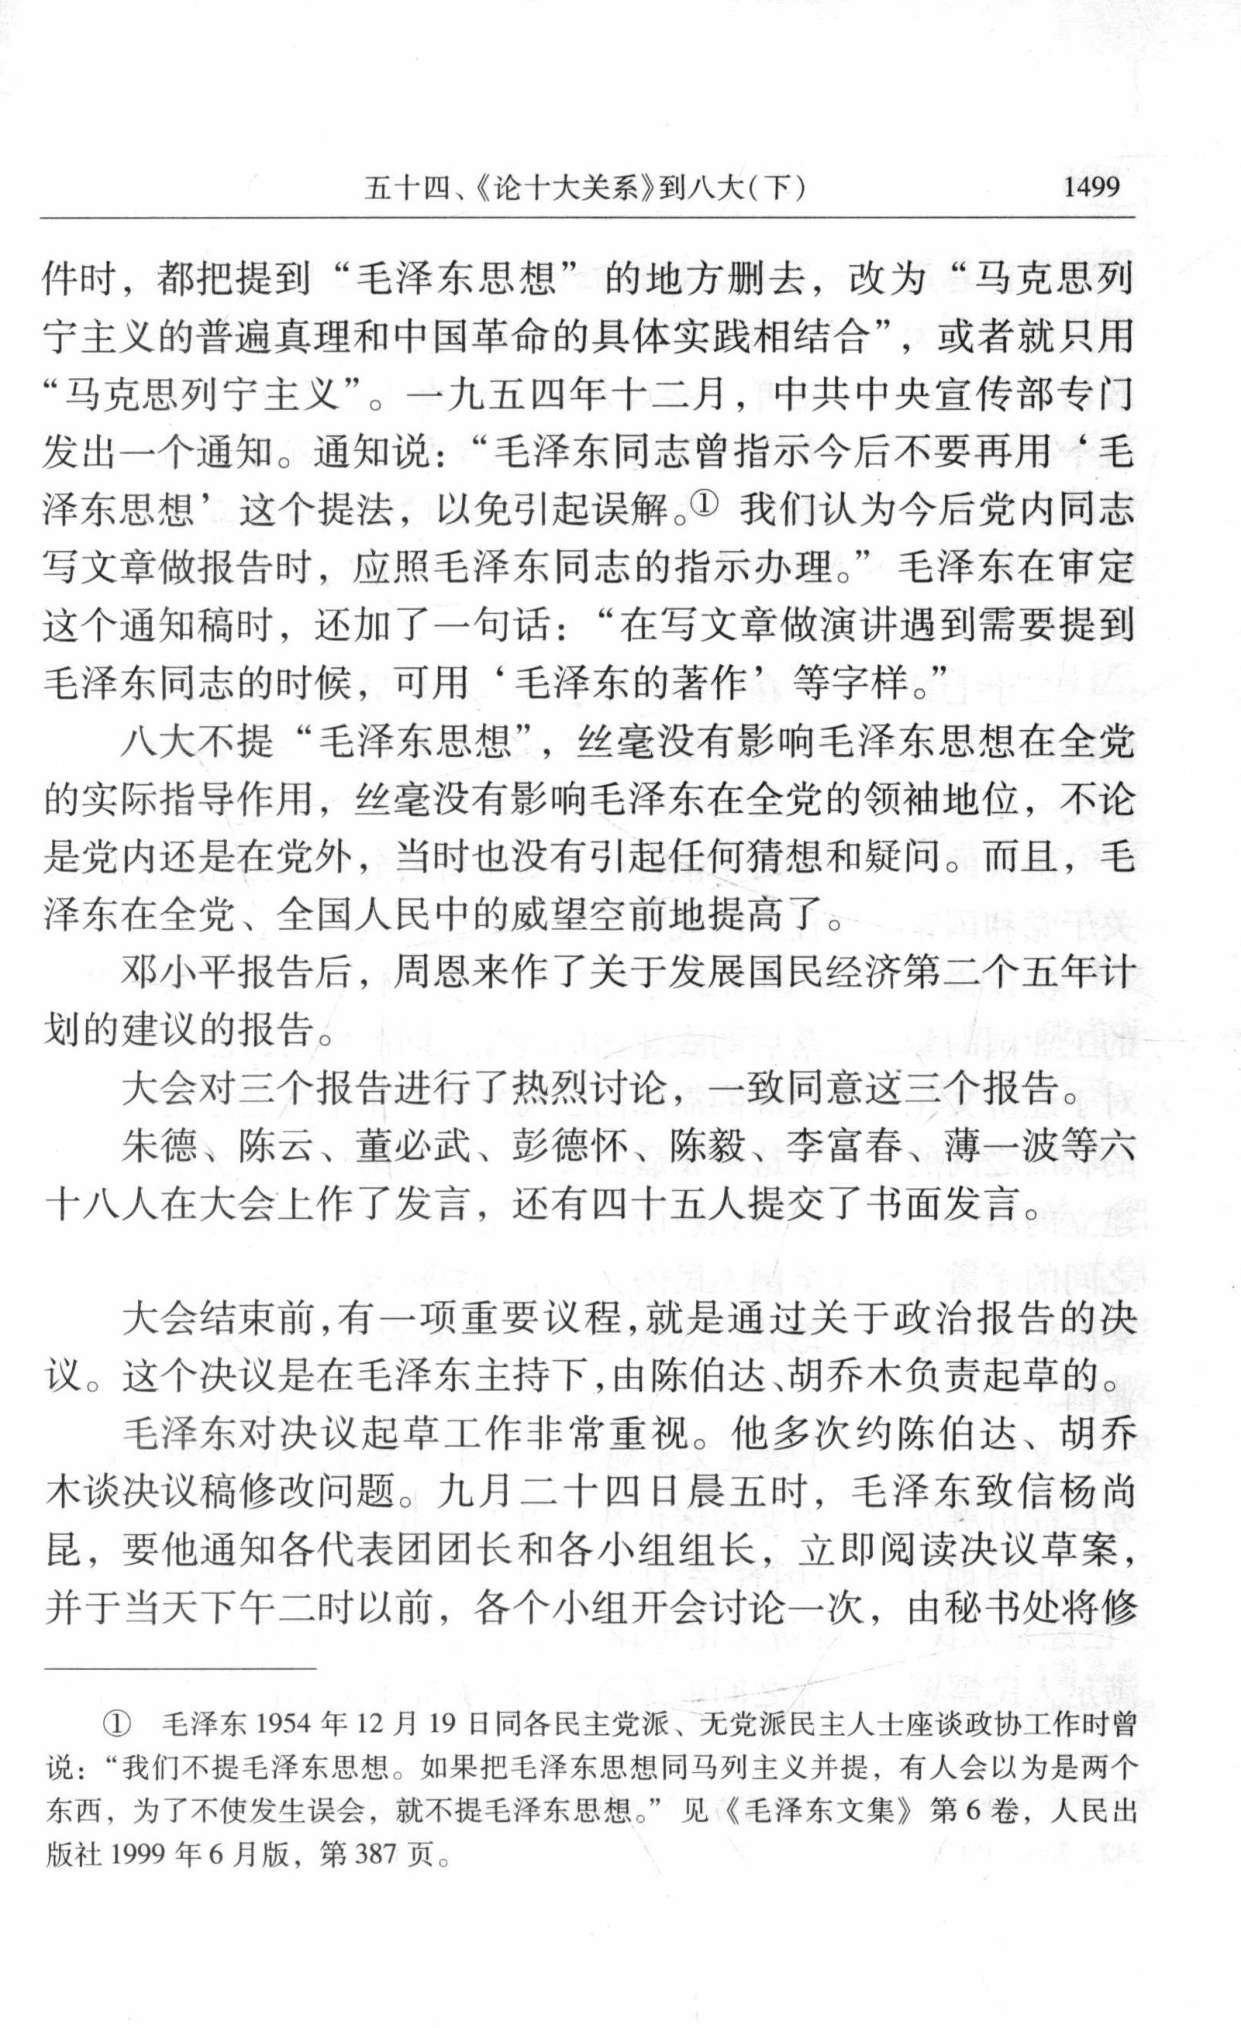 五十四、《论十大关系》到八大(下) 1499
件时，都把提到“毛泽东思想”的地方删去，改为“马克思列
宁主义的普遍真理和中国革命的具体实践相结合”，或者就只用
“马克思列宁主义”。一九五四年十二月，中共中央宣传部专门
发出一个通知。通知说：“毛泽东同志曾指示今后不要再用‘毛
泽东思想’这个提法，以免引起误解。① 我们认为今后党内同志
写文章做报告时，应照毛泽东同志的指示办理。”毛泽东在审定
这个通知稿时，还加了一句话：“在写文章做演讲遇到需要提到
毛泽东同志的时候，可用‘毛泽东的著作’等字样。”
八大不提“毛泽东思想”，丝毫没有影响毛泽东思想在全党
的实际指导作用，丝毫没有影响毛泽东在全党的领袖地位，不论
是党内还是在党外，当时也没有引起任何猜想和疑问。而且，毛
泽东在全党、全国人民中的威望空前地提高了。
邓小平报告后，周恩来作了关于发展国民经济第二个五年计
划的建议的报告。
大会对三个报告进行了热烈讨论，一致同意这三个报告。
朱德、陈云、董必武、彭德怀、陈毅、李富春、薄一波等六
十八人在大会上作了发言，还有四十五人提交了书面发言。
大会结束前,有一项重要议程,就是通过关于政治报告的决
议。这个决议是在毛泽东主持下,由陈伯达、胡乔木负责起草的。
毛泽东对决议起草工作非常重视。他多次约陈伯达、胡乔
木谈决议稿修改问题。九月二十四日晨五时，毛泽东致信杨尚
昆，要他通知各代表团团长和各小组组长，立即阅读决议草案，
并于当天下午二时以前，各个小组开会讨论一次，由秘书处将修
① 毛泽东1954年12月19日同各民主党派、无党派民主人士座谈政协工作时曾
说：“我们不提毛泽东思想。如果把毛泽东思想同马列主义并提，有人会以为是两个
东西，为了不使发生误会，就不提毛泽东思想。”见《毛泽东文集》第6卷，人民出
版社1999年6月版，第387页。